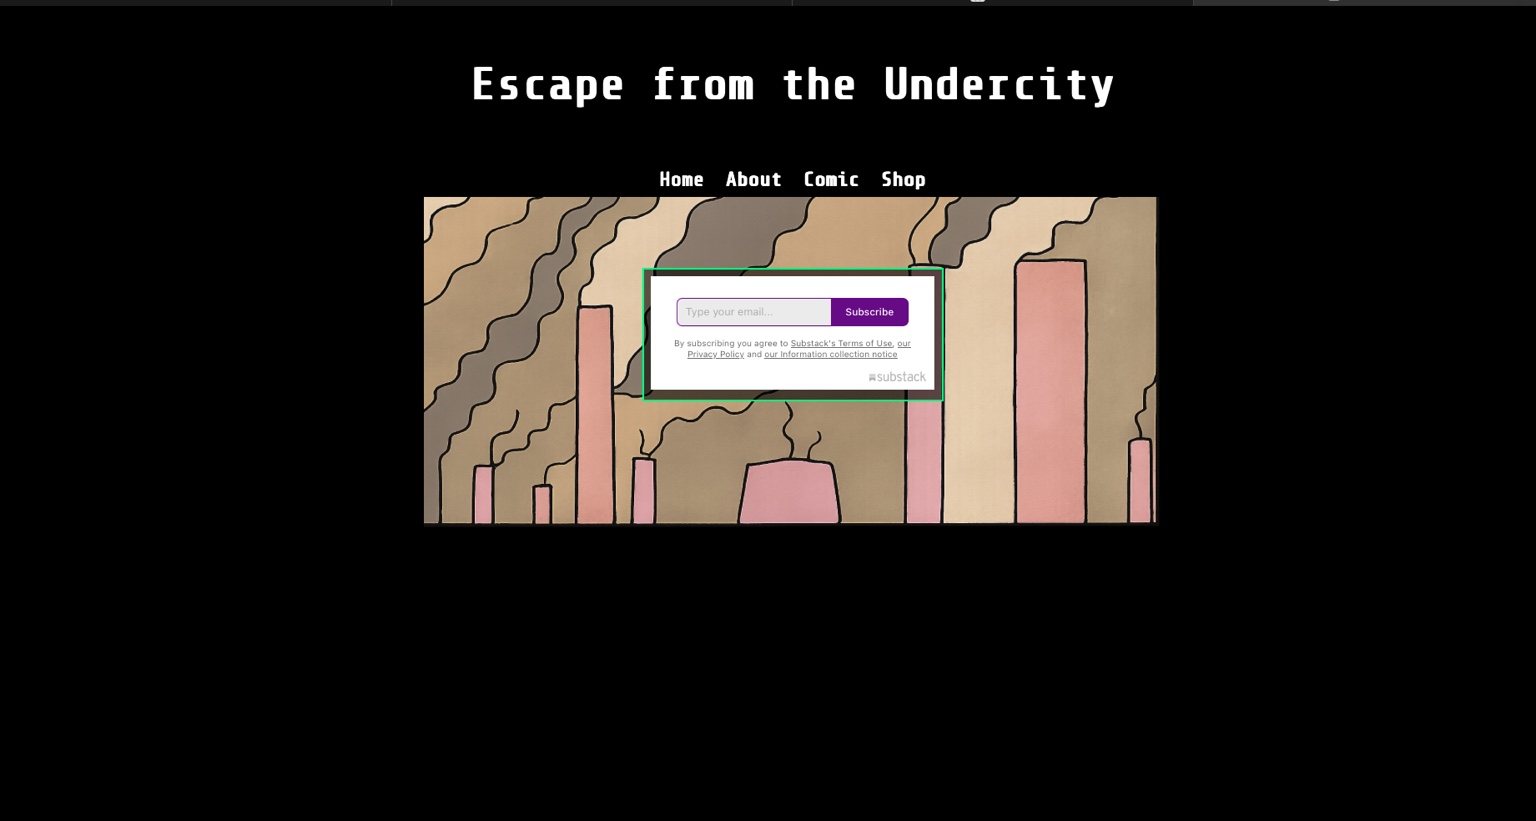 Escape from the Undercity
Home About Comic Shop
Type your email... Subscribe
By subscribing you agree to Substack's Terms of Use, our
Privacy Policy and our Information collection notice
substack